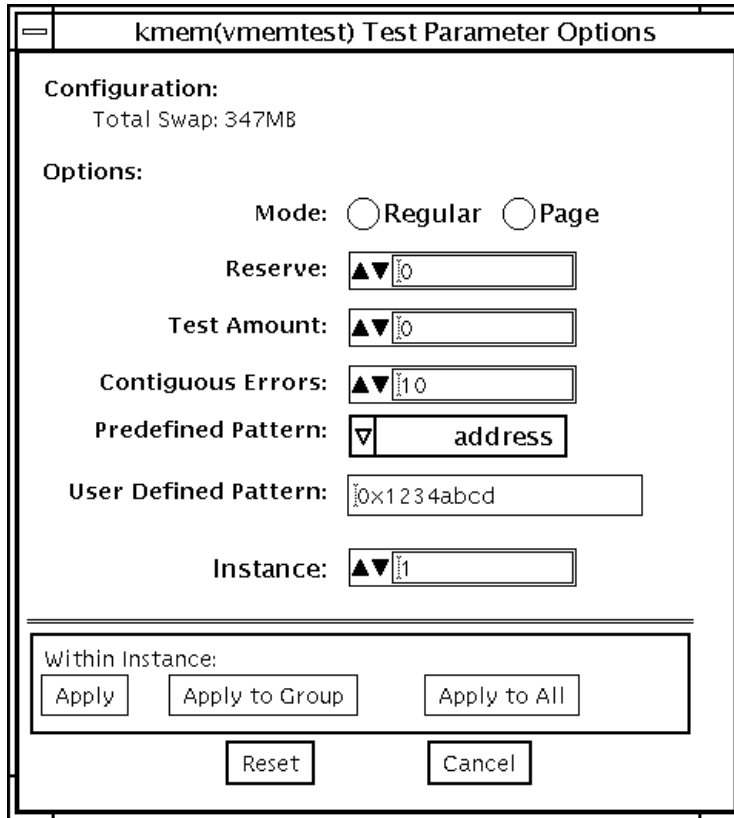 kmem(vmemtest) Test Parameter Options
Configuration:
Total Swap: 347MB
Options:
Mode: Regular Page
Reserve: 0
Test Amount: 0
Contiguous Errors: 10
Predefined Pattern: address
User Defined Pattern: 0x1234abcd
Instance: 1
Within Instance:
Apply Apply to Group Apply to All
Reset Cancel